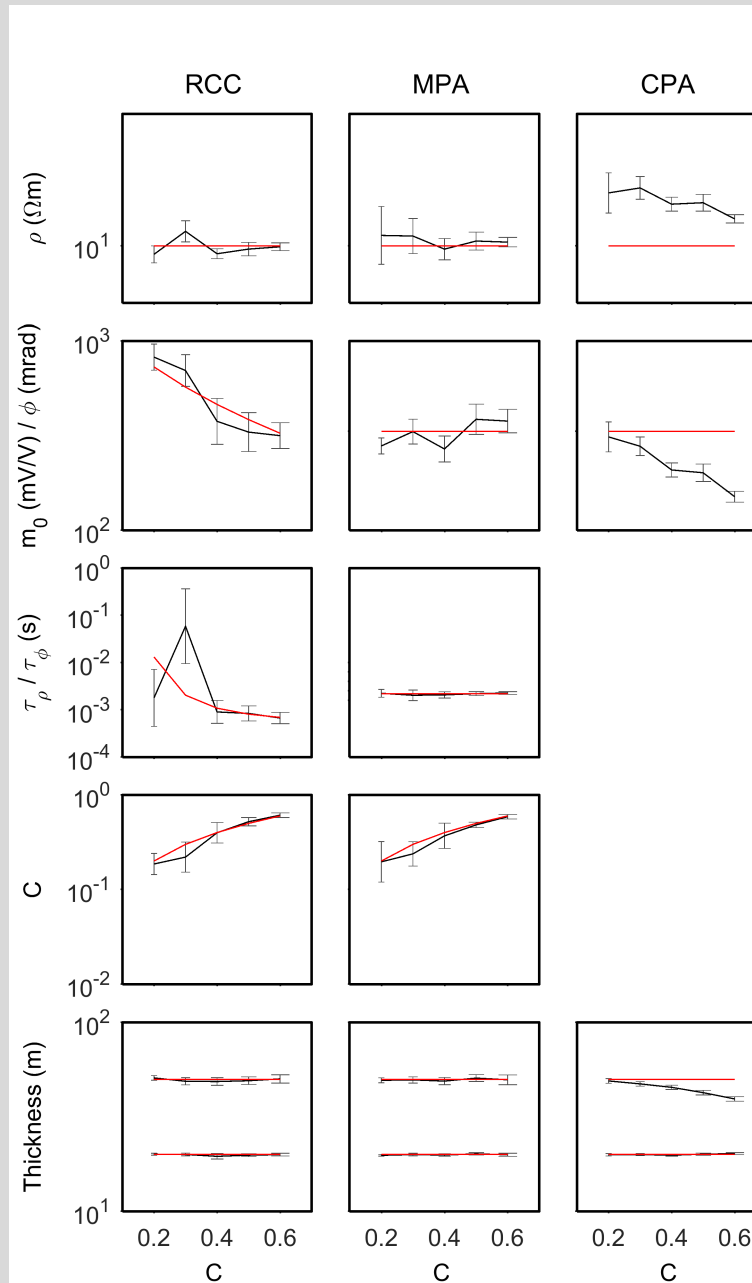 RCC MPA CPA
ρ (Ωm)
10^1
m_0 (mV/V) / ϕ (mrad)
10^3
10^2
τ_ρ / τ_ϕ (s)
10^0
10^-1
10^-2
10^-3
10^-4
C
10^0
10^-1
10^-2
Thickness (m)
10^2
10^1
0.2 0.4 0.6 0.2 0.4 0.6 0.2 0.4 0.6
C C C